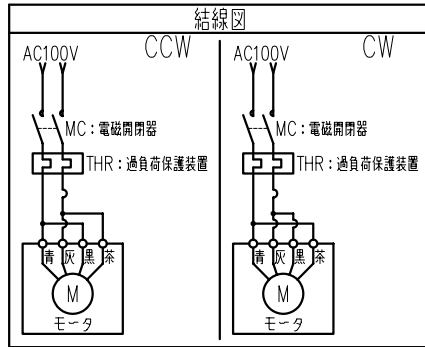 結線図
AC100V CCW
MC：電磁開閉器
THR：過負荷保護装置
青 灰 黒 茶
M
モータ
AC100V CW
MC：電磁開閉器
THR：過負荷保護装置
青 灰 黒 茶
M
モータ